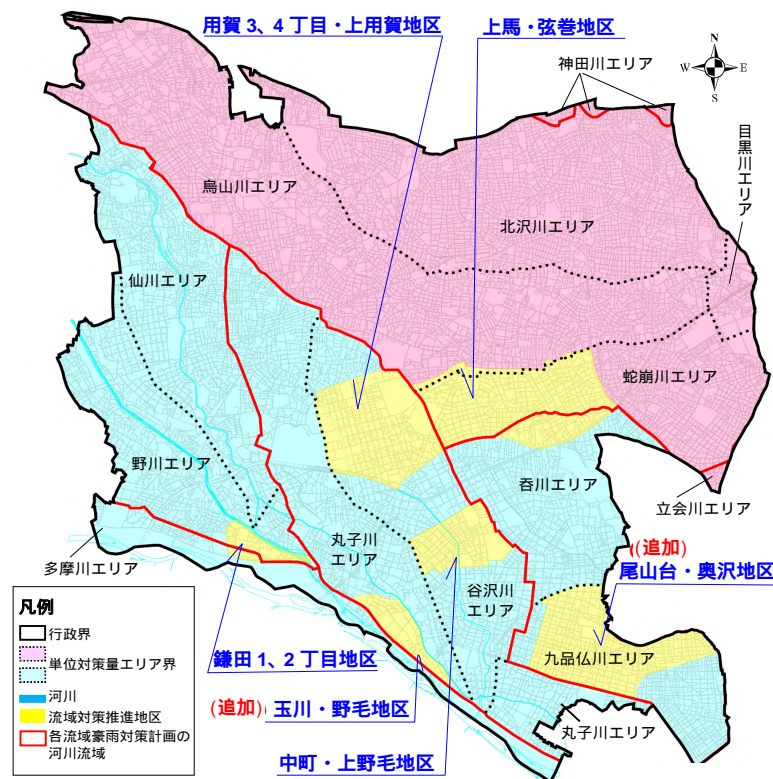 用賀 3、4 丁目・上用賀地区
上馬・弦巻地区
神田川エリア
N
W E
S
目黒川エリア
烏山川エリア
北沢川エリア
仙川エリア
蛇崩川エリア
野川エリア
呑川エリア
立会川エリア
丸子川
エリア
多摩川エリア
(追加)
尾山台・奥沢地区
谷沢川
エリア
九品仏川エリア
鎌田 1、2 丁目地区
(追加) 玉川・野毛地区
丸子川エリア
中町・上野毛地区
凡例
行政界
単位対策量エリア界
河川
流域対策推進地区
各流域豪雨対策計画の
河川流域